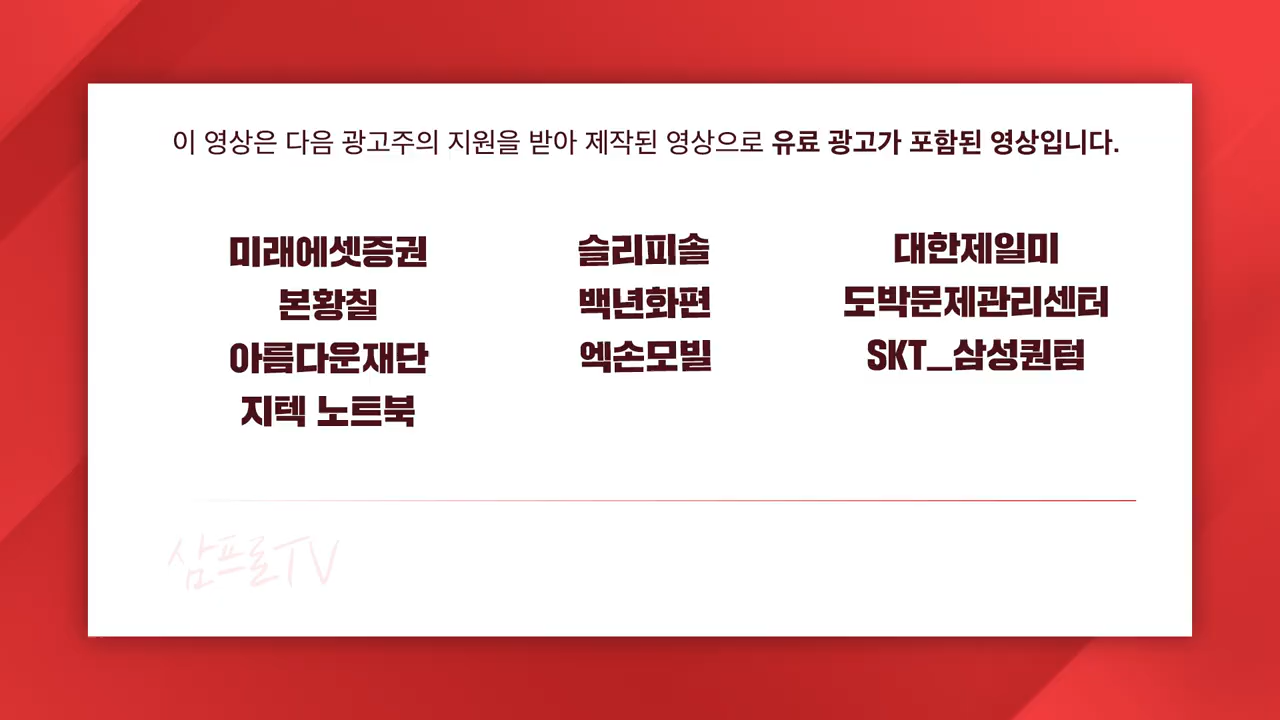 이 영상은 다음 광고주의 지원을 받아 제작된 영상으로 유료 광고가 포함된 영상입니다.
미래에셋증권
슬리피솔
대한제일미
본황칠
백년화편
도박문제관리센터
아름다운재단
엑손모빌
SKT_삼성퀀텀
지텍 노트북
삼프로TV